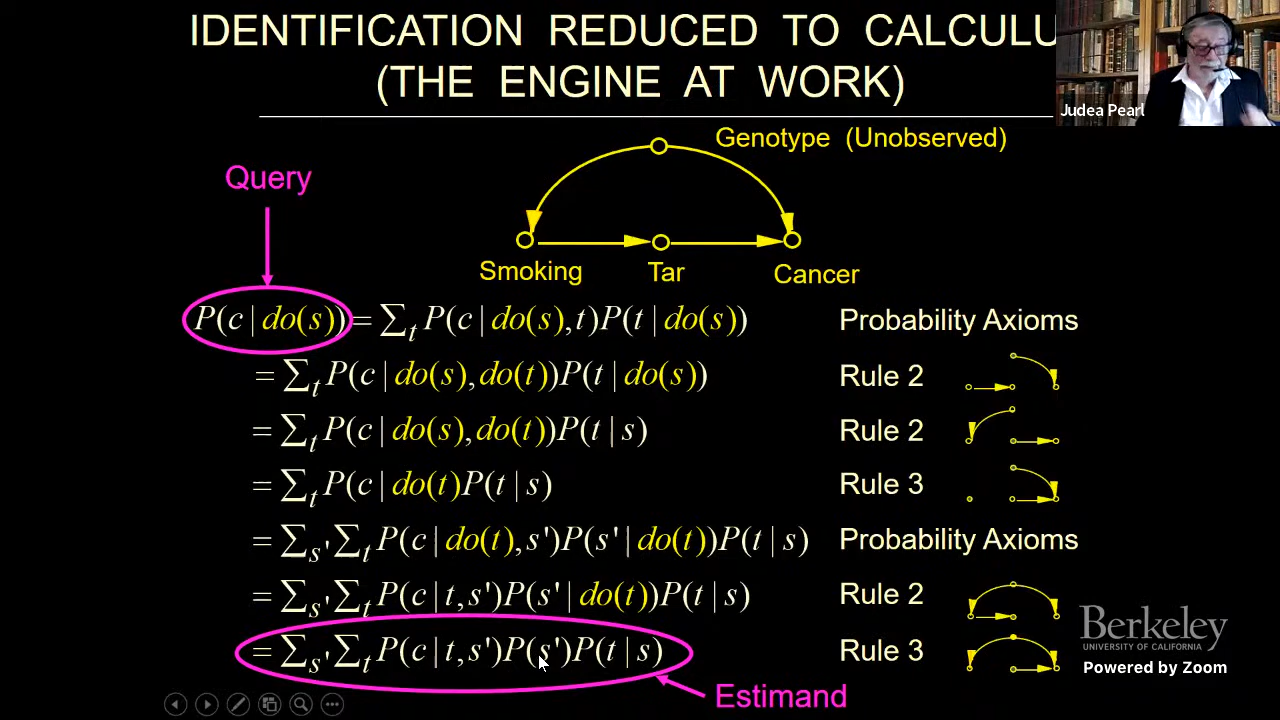 IDENTIFICATION REDUCED TO CALCULU
(THE ENGINE AT WORK)
Judea Pearl
Genotype (Unobserved)
Query
Smoking
Tar
Cancer
P(c | do(s)) = ∑t P(c | do(s), t)P(t | do(s)) Probability Axioms
= ∑t P(c | do(s), do(t))P(t | do(s)) Rule 2
= ∑t P(c | do(s), do(t))P(t | s) Rule 2
= ∑t P(c | do(t)P(t | s) Rule 3
= ∑s' ∑t P(c | do(t), s')P(s' | do(t))P(t | s) Probability Axioms
= ∑s' ∑t P(c | t, s')P(s' | do(t))P(t | s) Rule 2
= ∑s' ∑t P(c | t, s')P(s')P(t | s) Rule 3
Berkeley
UNIVERSITY OF CALIFORNIA
Powered by Zoom
Estimand